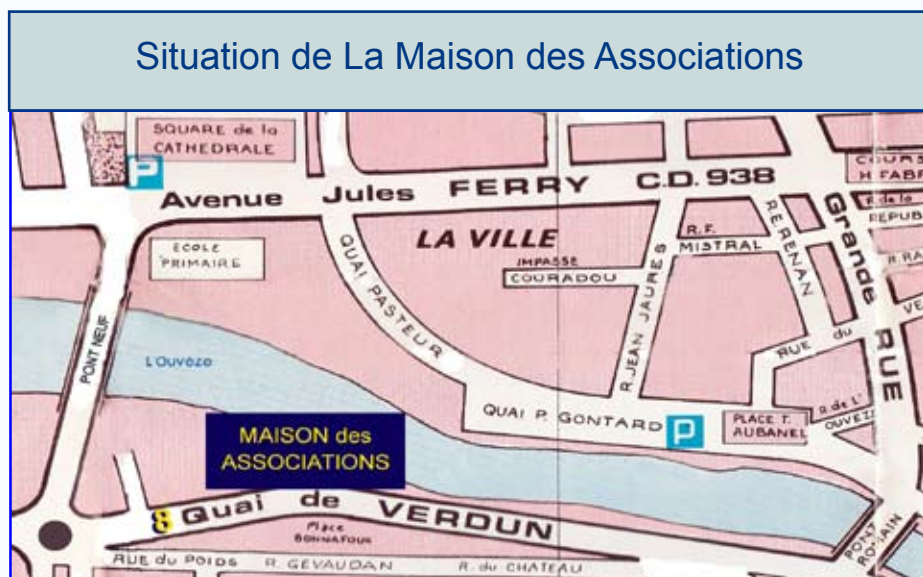 Situation de La Maison des Associations
SQUARE de la
CATHEDRALE
P
Avenue Jules FERRY C.D. 938
COURS
H. FABR
R. de la
REPUB
ECOLE
PRIMAIRE
LA VILLE
R.F.
MISTRAL
R.E. RENAN
Grande RUE
R. RA
VE
IMPASSE
COURADOU
QUAI PASTEUR
R. JEAN JAURES
RUE du
PONT NEUF
L'Ouvèze
QUAI P. GONTARD
P
PLACE T.
AUBANEL
R. de L'
OUVEZE
MAISON des
ASSOCIATIONS
8
Quai de VERDUN
Place
BONNAFOUX
PONT
ROMAIN
RUE du POIDS
R. GEVAUDAN
R. du CHATEAU